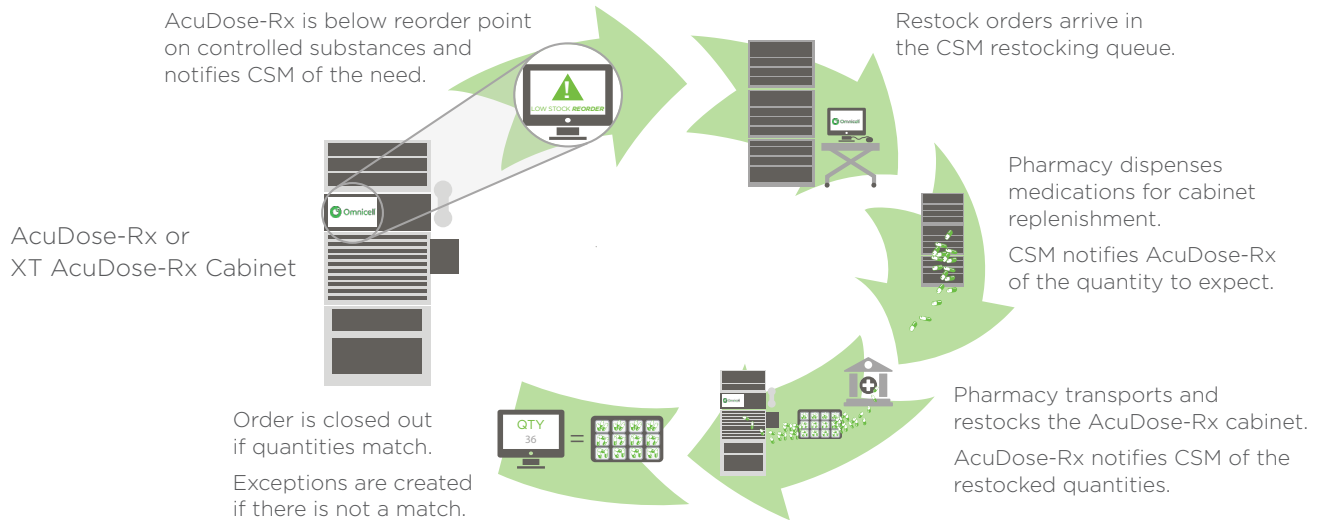 AcuDose-Rx is below reorder point
on controlled substances and
notifies CSM of the need.
LOW STOCK REORDER
Restock orders arrive in
the CSM restocking queue.
Omnicell
Pharmacy dispenses
medications for cabinet
replenishment.
CSM notifies AcuDose-Rx
of the quantity to expect.
Omnicell
AcuDose-Rx or
XT AcuDose-Rx Cabinet
Pharmacy transports and
restocks the AcuDose-Rx cabinet.
AcuDose-Rx notifies CSM of the
restocked quantities.
Omnicell
Order is closed out
if quantities match.
Exceptions are created
if there is not a match.
QTY
36
=